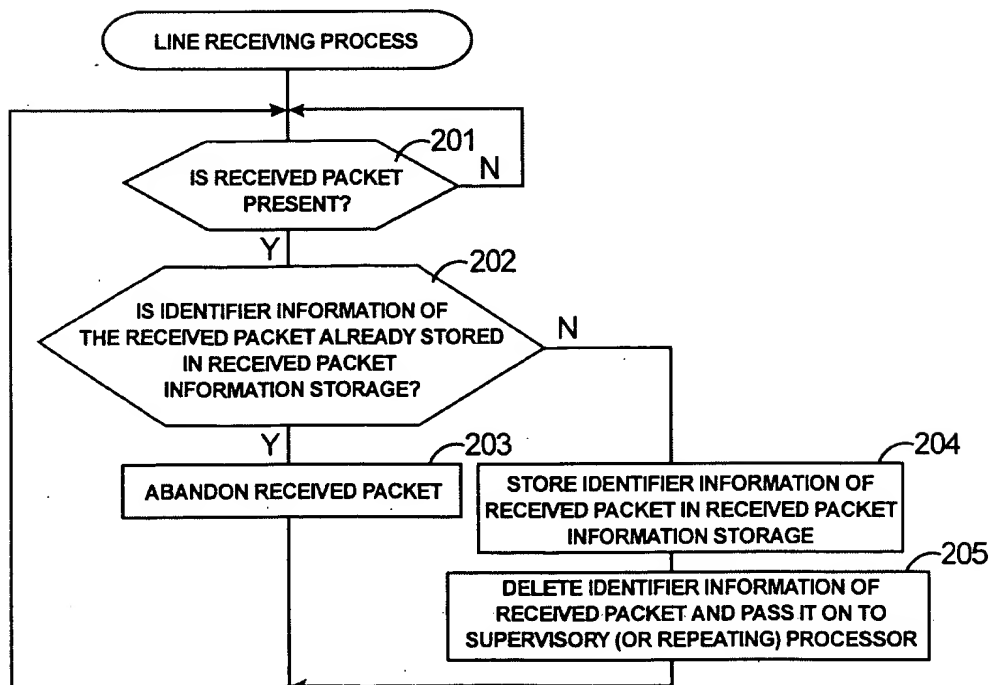 LINE RECEIVING PROCESS
201
IS RECEIVED PACKET
PRESENT?
N
Y
202
IS IDENTIFIER INFORMATION OF
THE RECEIVED PACKET ALREADY STORED
IN RECEIVED PACKET
INFORMATION STORAGE?
N
Y
203
ABANDON RECEIVED PACKET
204
STORE IDENTIFIER INFORMATION OF
RECEIVED PACKET IN RECEIVED PACKET
INFORMATION STORAGE
205
DELETE IDENTIFIER INFORMATION OF
RECEIVED PACKET AND PASS IT ON TO
SUPERVISORY (OR REPEATING) PROCESSOR